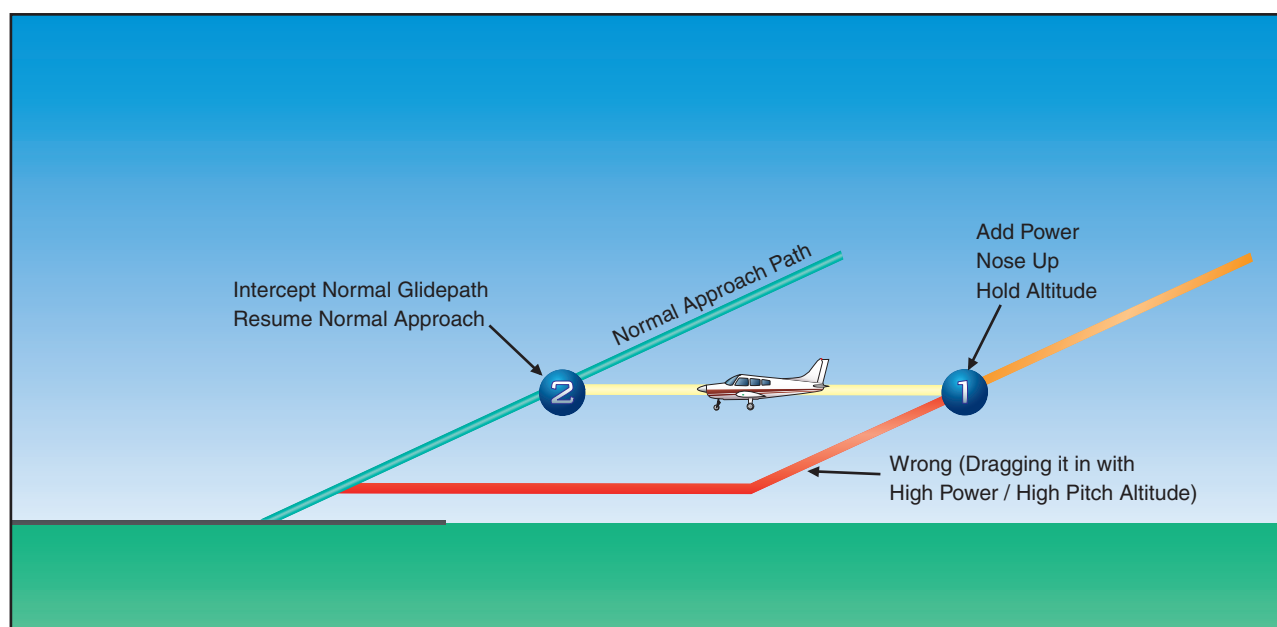 Add Power
Nose Up
Hold Altitude
Normal Approach Path
Intercept Normal Glidepath
Resume Normal Approach
2
1
Wrong (Dragging it in with
High Power / High Pitch Altitude)